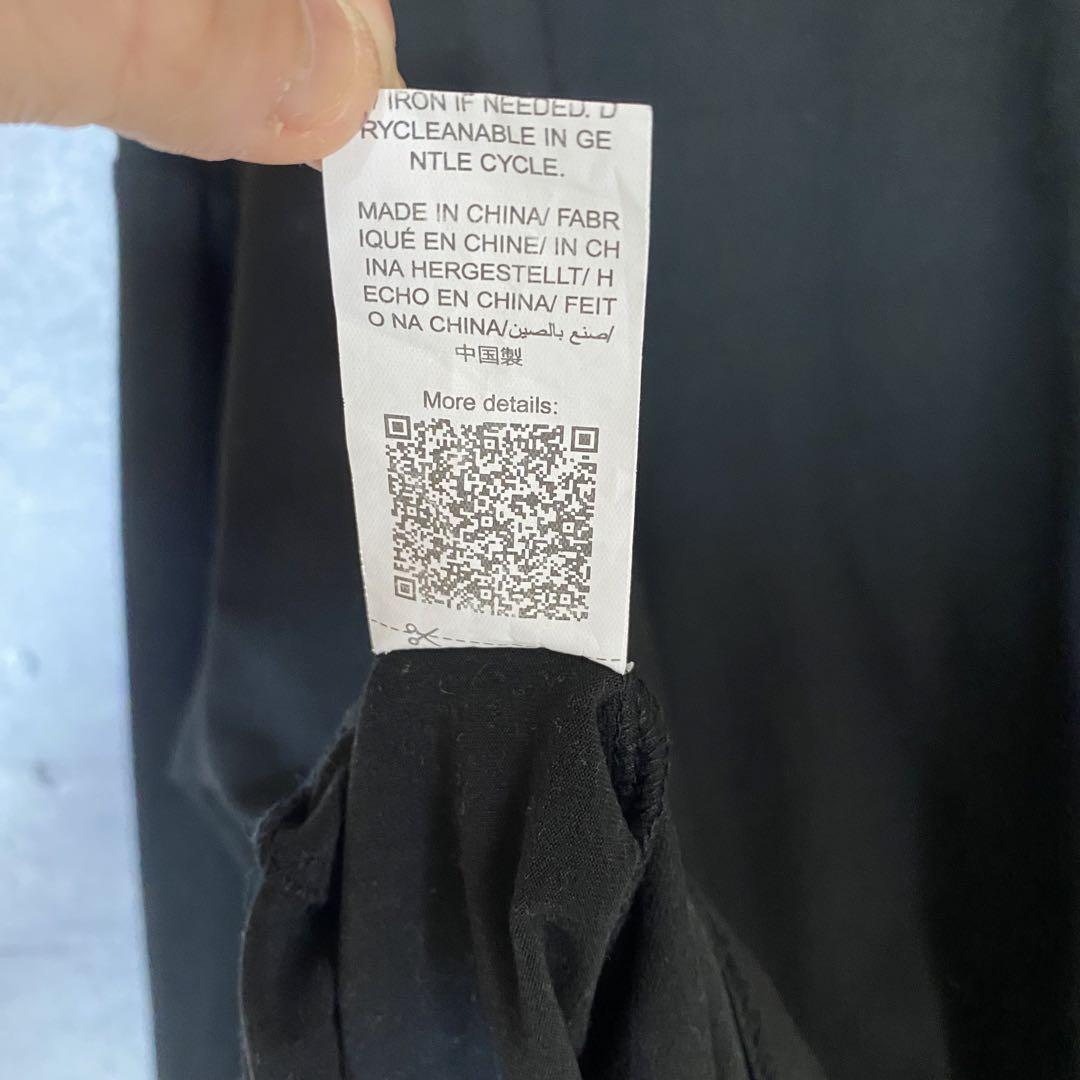 IRON IF NEEDED. D
RYCLEANABLE IN GE
NTLE CYCLE.
MADE IN CHINA/ FABR
IQUÉ EN CHINE/ IN CH
INA HERGESTELLT/ H
ECHO EN CHINA/ FEIT
O NA CHINA/صنع بالصين/
中国製
More details: